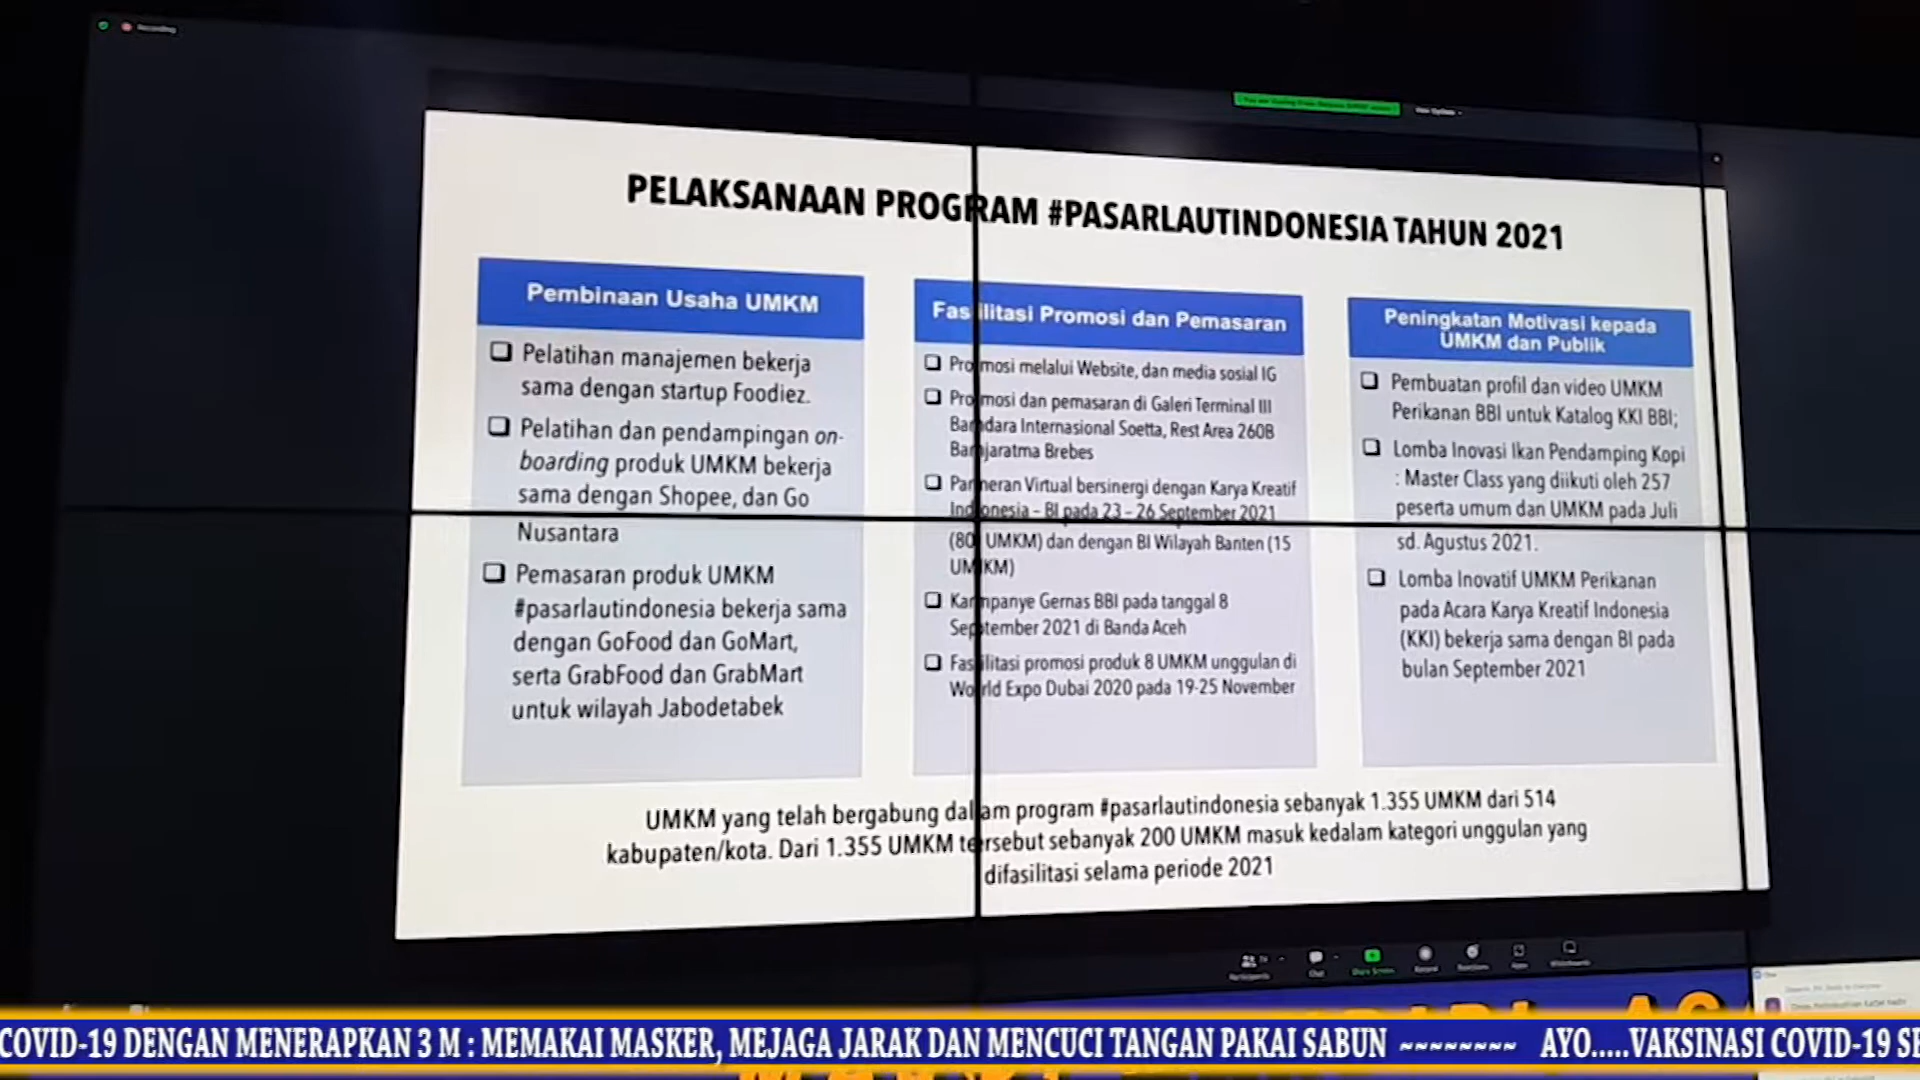 Recording
PELAKSANAAN PROGRAM #PASARLAUTINDONESIA TAHUN 2021
Pembinaan Usaha UMKM
Pelatihan manajemen bekerja
sama dengan startup Foodiez.
Pelatihan dan pendampingan on-
boarding produk UMKM bekerja
sama dengan Shopee, dan Go
Nusantara
Pemasaran produk UMKM
#pasarlautindonesia bekerja sama
dengan GoFood dan GoMart,
serta GrabFood dan GrabMart
untuk wilayah Jabodetabek
Fasilitasi Promosi dan Pemasaran
Promosi melalui Website, dan media sosial IG
Promosi dan pemasaran di Galeri Terminal III
Bandara Internasional Soetta, Rest Area 260B
Banjaratma Brebes
Pameran Virtual bersinergi dengan Karya Kreatif
Indonesia – BI pada 23 – 26 September 2021
(80 UMKM) dan dengan BI Wilayah Banten (15
UMKM)
Kampanye Gernas BBI pada tanggal 8
September 2021 di Banda Aceh
Fasilitasi promosi produk 8 UMKM unggulan di
World Expo Dubai 2020 pada 19-25 November
Peningkatan Motivasi kepada
UMKM dan Publik
Pembuatan profil dan video UMKM
Perikanan BBI untuk Katalog KKI BBI;
Lomba Inovasi Ikan Pendamping Kopi
: Master Class yang diikuti oleh 257
peserta umum dan UMKM pada Juli
sd. Agustus 2021.
Lomba Inovatif UMKM Perikanan
pada Acara Karya Kreatif Indonesia
(KKI) bekerja sama dengan BI pada
bulan September 2021
UMKM yang telah bergabung dalam program #pasarlautindonesia sebanyak 1.355 UMKM dari 514
kabupaten/kota. Dari 1.355 UMKM tersebut sebanyak 200 UMKM masuk kedalam kategori unggulan yang
difasilitasi selama periode 2021
Participants Chat Share Screen Record Reactions Apps Whiteboards
COVID-19 DENGAN MENERAPKAN 3 M : MEMAKAI MASKER, MEJAGA JARAK DAN MENCUCI TANGAN PAKAI SABUN ~~~~~~~~ AYO.....VAKSINASI COVID-19 SE